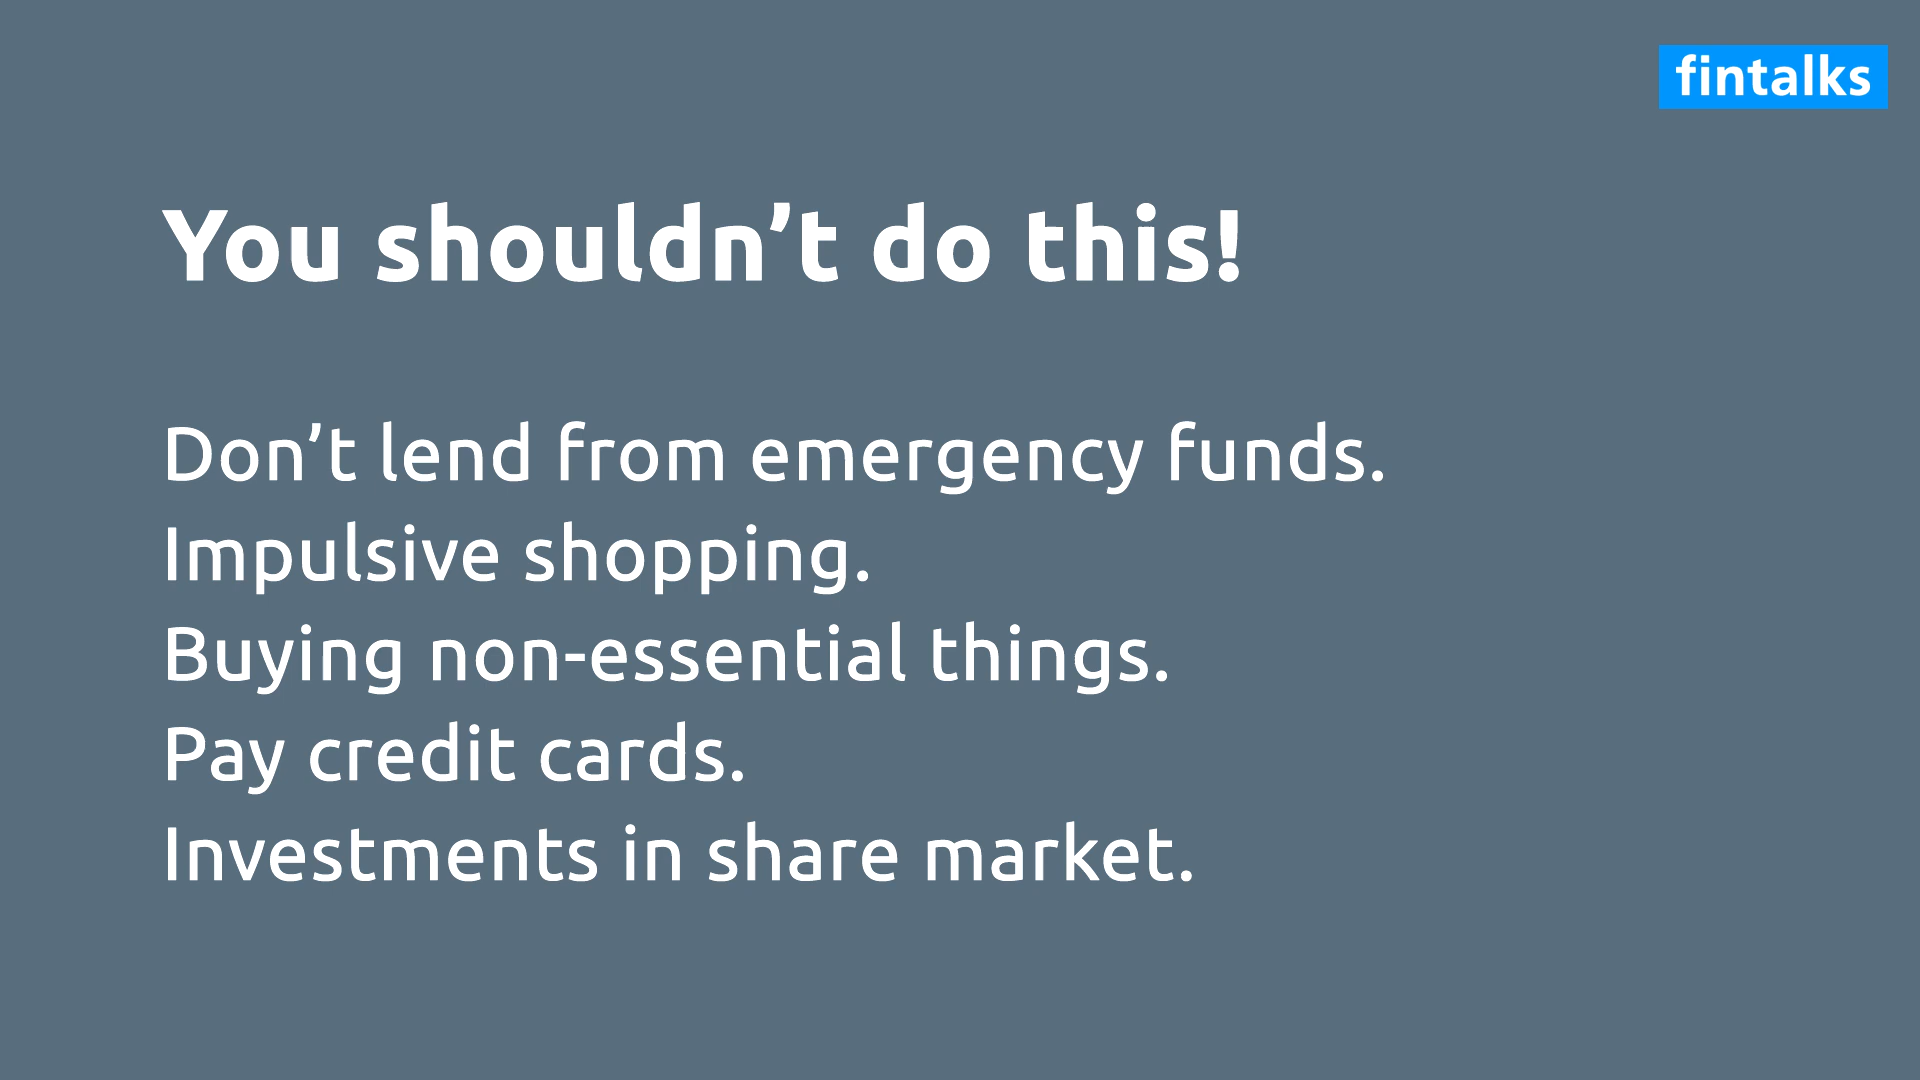 fintalks
You shouldn’t do this!
Don’t lend from emergency funds.
Impulsive shopping.
Buying non-essential things.
Pay credit cards.
Investments in share market.